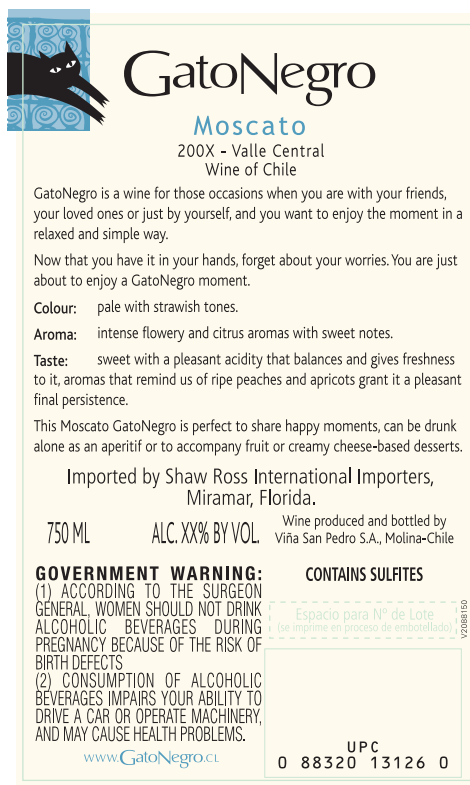 GatoNegro
Moscato
200X - Valle Central
Wine of Chile
GatoNegro is a wine for those occasions when you are with your friends,
your loved ones or just by yourself, and you want to enjoy the moment in a
relaxed and simple way.
Now that you have it in your hands, forget about your worries. You are just
about to enjoy a GatoNegro moment.
Colour: pale with strawish tones.
Aroma: intense flowery and citrus aromas with sweet notes.
Taste: sweet with a pleasant acidity that balances and gives freshness
to it, aromas that remind us of ripe peaches and apricots grant it a pleasant
final persistence.
This Moscato GatoNegro is perfect to share happy moments, can be drunk
alone as an aperitif or to accompany fruit or creamy cheese-based desserts.
Imported by Shaw Ross International Importers,
Miramar, Florida.
750 ML ALC. XX% BY VOL.
Wine produced and bottled by
Viña San Pedro S.A., Molina-Chile
GOVERNMENT WARNING:
(1) ACCORDING TO THE SURGEON
GENERAL, WOMEN SHOULD NOT DRINK
ALCOHOLIC BEVERAGES DURING
PREGNANCY BECAUSE OF THE RISK OF
BIRTH DEFECTS
(2) CONSUMPTION OF ALCOHOLIC
BEVERAGES IMPAIRS YOUR ABILITY TO
DRIVE A CAR OR OPERATE MACHINERY,
AND MAY CAUSE HEALTH PROBLEMS.
www.GatoNegro.CL
CONTAINS SULFITES
Espacio para N° de Lote
(se imprime en proceso de embotellado)
V2088150
UPC
0 88320 13126 0